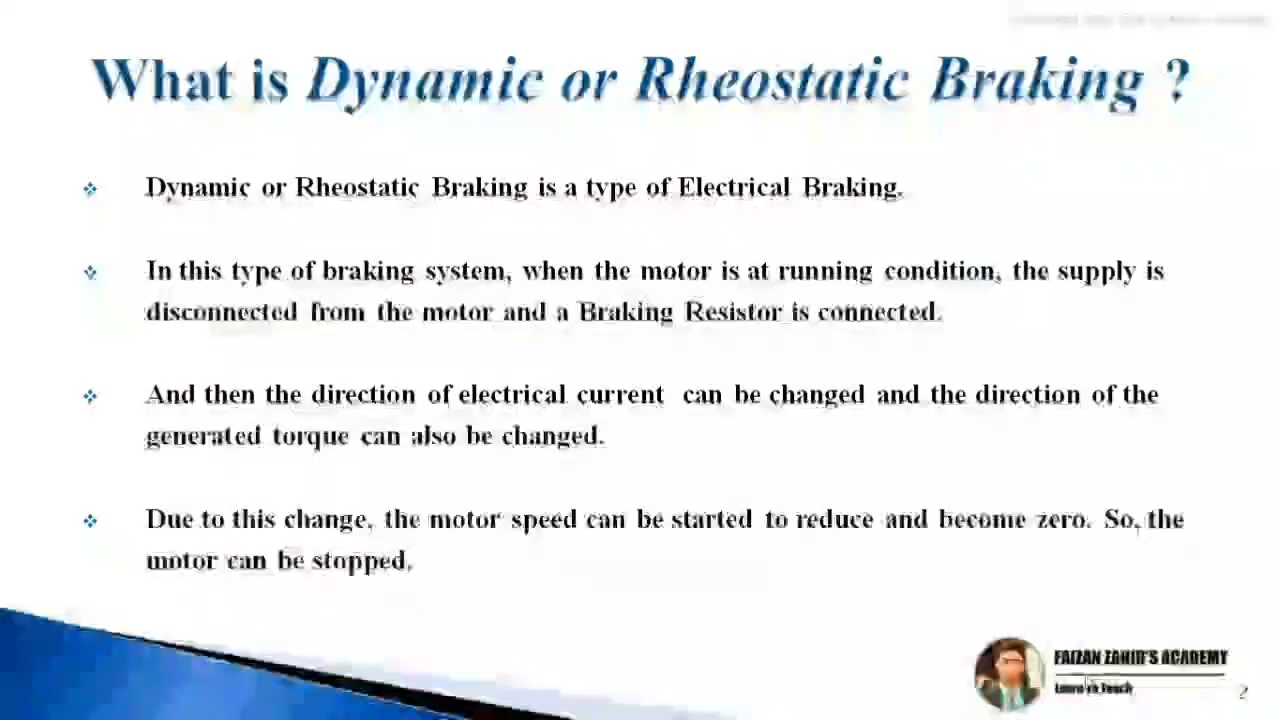 What is Dynamic or Rheostatic Braking ?
❖ Dynamic or Rheostatic Braking is a type of Electrical Braking.
❖ In this type of braking system, when the motor is at running condition, the supply is
disconnected from the motor and a Braking Resistor is connected.
❖ And then the direction of electrical current can be changed and the direction of the
generated torque can also be changed.
❖ Due to this change, the motor speed can be started to reduce and become zero. So, the
motor can be stopped.
FAIZAN ZAHID'S ACADEMY
Learn to Teach
2